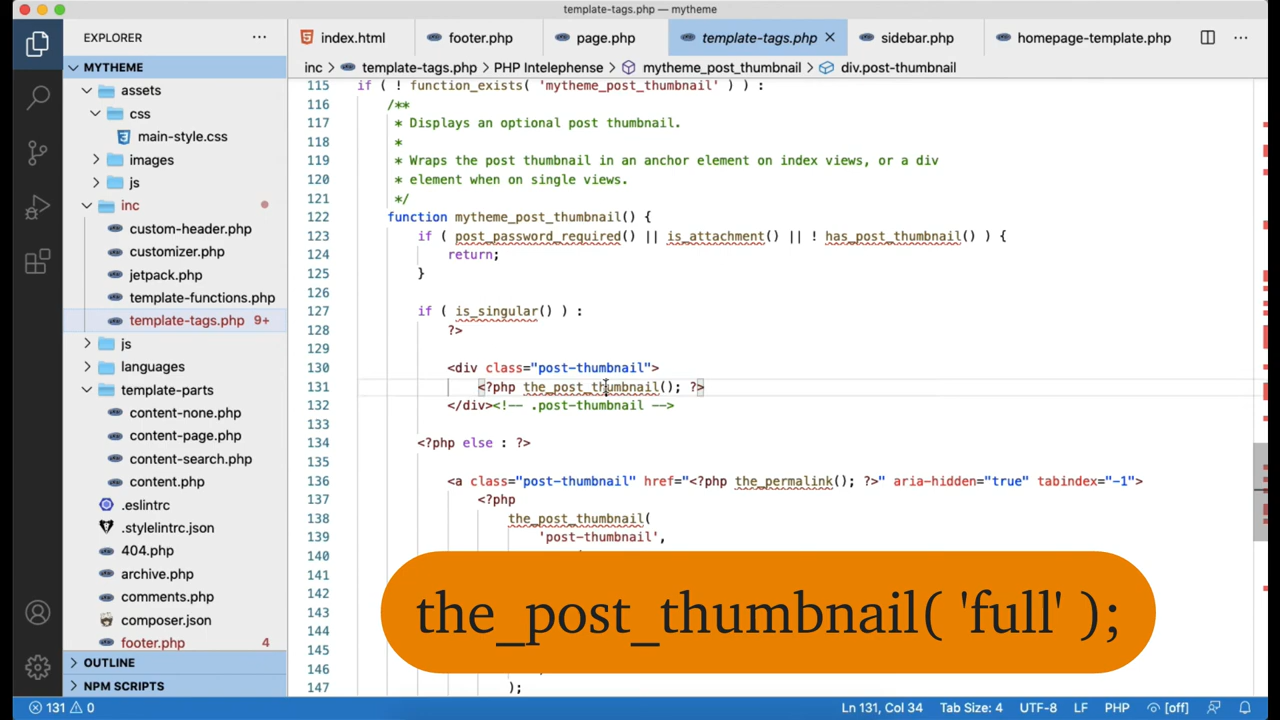 template-tags.php — mytheme
EXPLORER
MYTHEME
assets
css
main-style.css
images
js
inc
custom-header.php
customizer.php
jetpack.php
template-functions.php
template-tags.php 9+
js
languages
template-parts
content-none.php
content-page.php
content-search.php
content.php
.eslintrc
.stylintrc.json
404.php
archive.php
comments.php
composer.json
footer.php 4
OUTLINE
NPM SCRIPTS
index.html footer.php page.php template-tags.php sidebar.php homepage-template.php
inc > template-tags.php > PHP Intelephense > mytheme_post_thumbnail > div.post-thumbnail
115 if ( ! function_exists( 'mytheme_post_thumbnail' ) ) :
116 /**
117 * Displays an optional post thumbnail.
118 *
119 * Wraps the post thumbnail in an anchor element on index views, or a div
120 * element when on single views.
121 */
122 function mytheme_post_thumbnail() {
123 if ( post_password_required() || is_attachment() || ! has_post_thumbnail() ) {
124 return;
125 }
126
127 if ( is_singular() ) :
128 ?>
129
130 <div class="post-thumbnail">
131 <?php the_post_thumbnail(); ?>
132 </div><!-- .post-thumbnail -->
133
134 <?php else : ?>
135
136 <a class="post-thumbnail" href="<?php the_permalink(); ?>" aria-hidden="true" tabindex="-1">
137 <?php
138 the_post_thumbnail(
139 'post-thumbnail',
140
141
142
143
144
145
146
147 );
the_post_thumbnail( 'full' );
131 0 Ln 131, Col 34 Tab Size: 4 UTF-8 LF PHP [off]